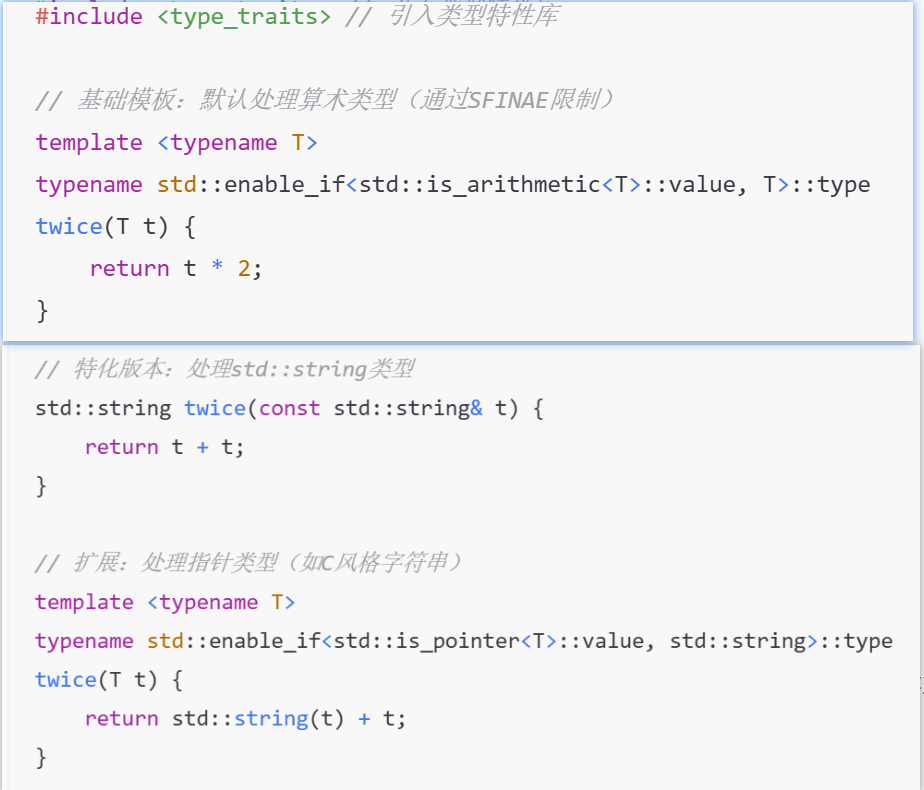 #include <type_traits> // 引入类型特性库
// 基础模板：默认处理算术类型（通过SFINAE限制）
template <typename T>
typename std::enable_if<std::is_arithmetic<T>::value, T>::type
twice(T t) {
    return t * 2;
}
// 特化版本：处理std::string类型
std::string twice(const std::string& t) {
    return t + t;
}
// 扩展：处理指针类型（如C风格字符串）
template <typename T>
typename std::enable_if<std::is_pointer<T>::value, std::string>::type
twice(T t) {
    return std::string(t) + t;
}